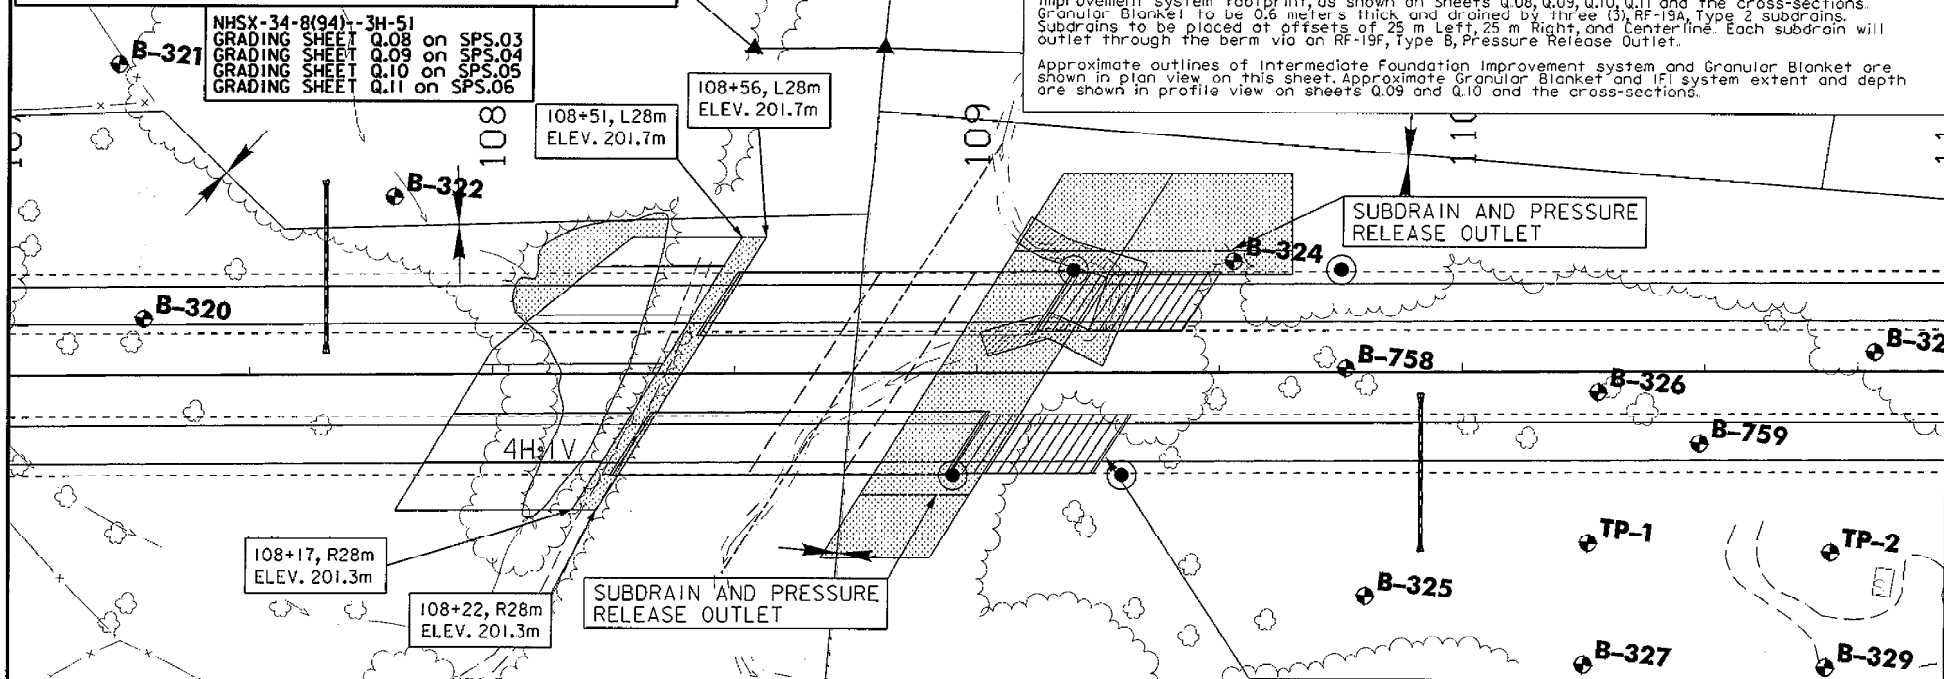 Improvement system footprint, as shown on Sheets Q.08, Q.09, Q.10, Q.11 and the cross-sections.
Granular Blanket to be 0.6 meters thick and drained by three (3), RF-19A, Type 2 subdrains.
Subdrains to be placed at offsets of 25 m Left, 25 m Right, and Centerline. Each subdrain will
outlet through the berm via an RF-19F, Type B, Pressure Release Outlet.
Approximate outlines of Intermediate Foundation Improvement system and Granular Blanket are
shown in plan view on this sheet. Approximate Granular Blanket and IFI system extent and depth
are shown in profile view on sheets Q.09 and Q.10 and the cross-sections.
NHSX-34-8(94)--3H-51
GRADING SHEET Q.08 on SPS.03
GRADING SHEET Q.09 on SPS.04
GRADING SHEET Q.10 on SPS.05
GRADING SHEET Q.11 on SPS.06
B-321
108+56, L28m
ELEV. 201.7m
108+51, L28m
ELEV. 201.7m
108
109
B-322
SUBDRAIN AND PRESSURE
RELEASE OUTLET
B-324
B-320
B-32
B-758
B-326
B-759
4H:1V
TP-1
TP-2
108+17, R28m
ELEV. 201.3m
SUBDRAIN AND PRESSURE
RELEASE OUTLET
B-325
108+22, R28m
ELEV. 201.3m
B-327
B-329